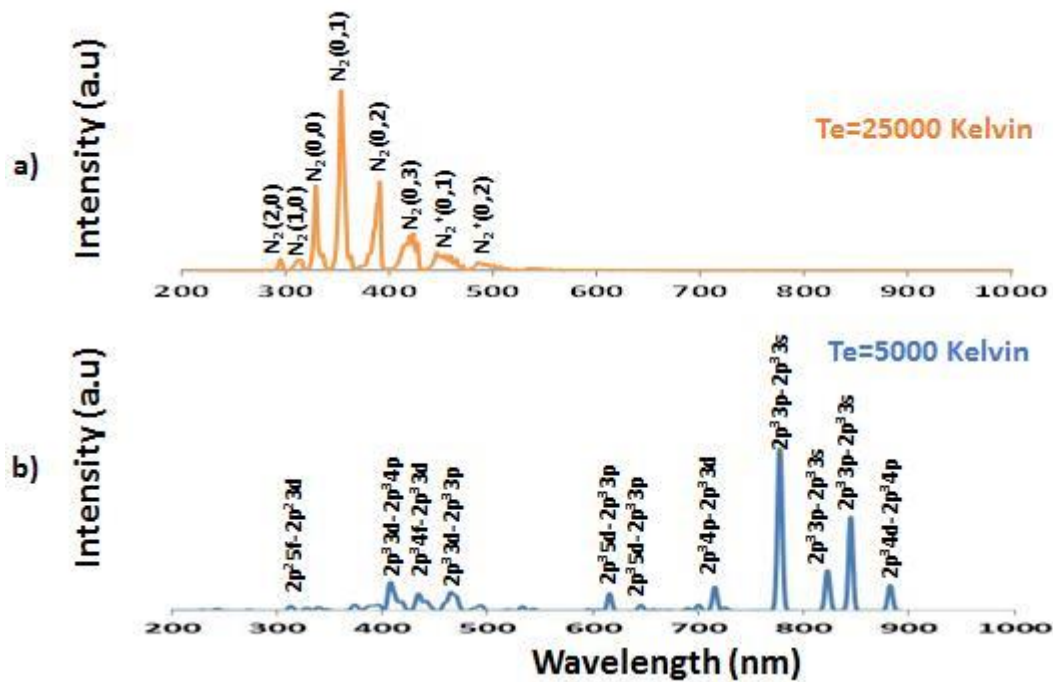 a)
Intensity (a.u)
N₂(2,0)
N₂(1,0)
N₂(0,0)
N₂(0,1)
N₂(0,2)
N₂(0,3)
N₂⁺(0,1)
N₂⁺(0,2)
Te=25000 Kelvin
200 300 400 500 600 700 800 900 1000
b)
Intensity (a.u)
2p²5f-2p²3d
2p³3d-2p³4p
2p³4f-2p³3d
2p³3d-2p³3p
2p³5d-2p³3p
2p³5d-2p³3p
2p³4p-2p³3d
2p³3p-2p³3s
2p³3p-2p³3s
2p³3p-2p³3s
2p³4d-2p³4p
Te=5000 Kelvin
200 300 400 500 600 700 800 900 1000
Wavelength (nm)